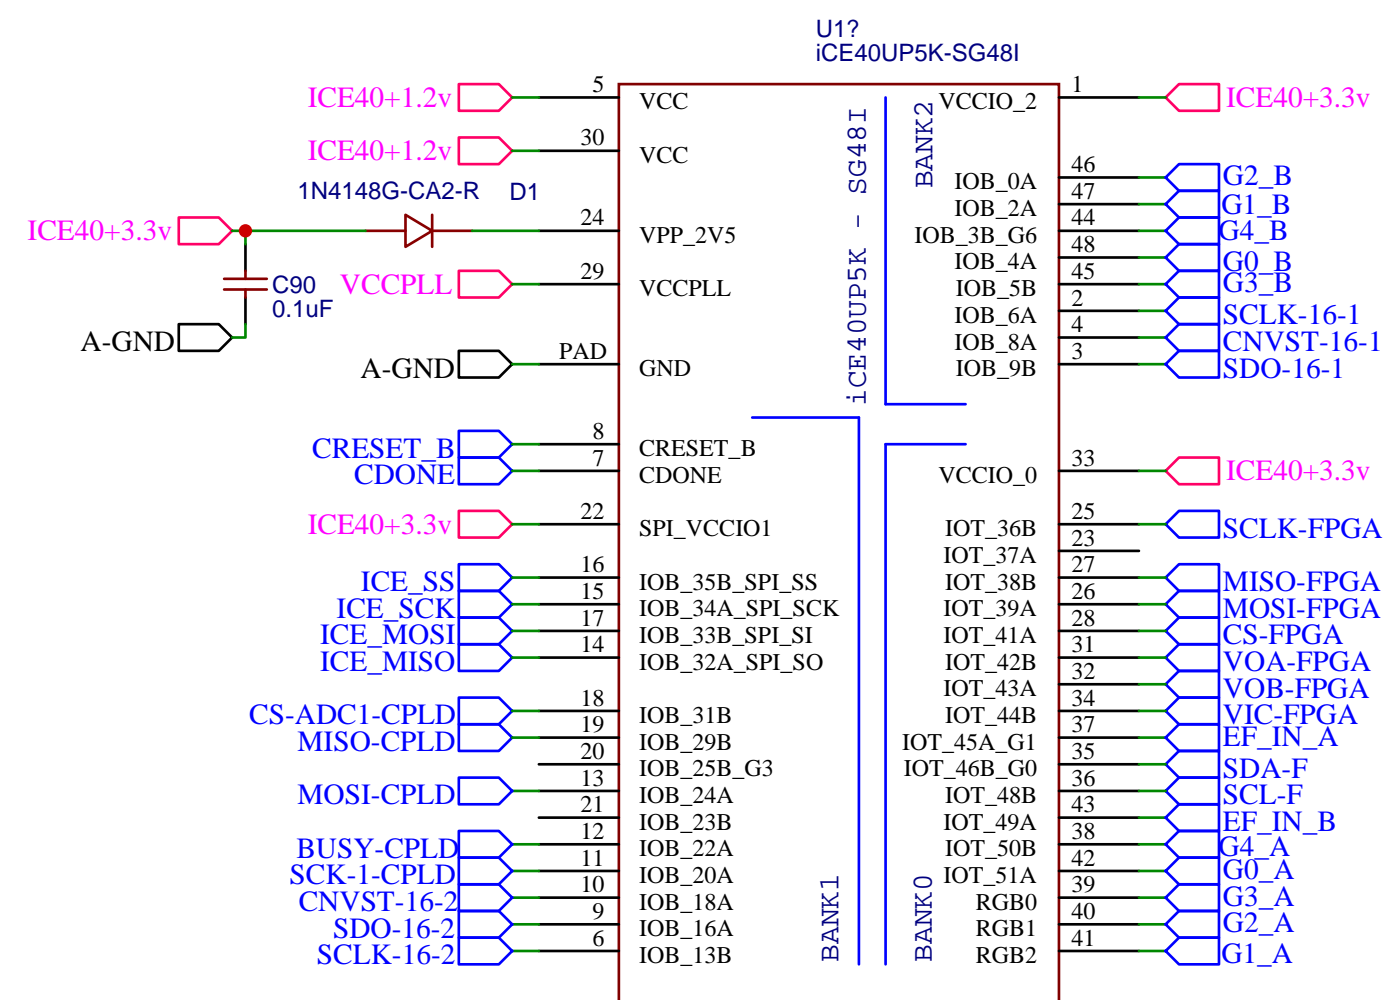 U1?
iCE40UP5K-SG48I
ICE40+1.2v 5 VCC
ICE40+1.2v 30 VCC
1N4148G-CA2-R D1
ICE40+3.3v 24 VPP_2V5
C90
0.1uF
VCCPLL 29 VCCPLL
A-GND
A-GND PAD GND
CRESET_B 8 CRESET_B
CDONE 7 CDONE
ICE40+3.3v 22 SPI_VCCIO1
ICE_SS 16 IOB_35B_SPI_SS
ICE_SCK 15 IOB_34A_SPI_SCK
ICE_MOSI 17 IOB_33B_SPI_SI
ICE_MISO 14 IOB_32A_SPI_SO
CS-ADC1-CPLD 18 IOB_31B
MISO-CPLD 19 IOB_29B
20 IOB_25B_G3
MOSI-CPLD 13 IOB_24A
21 IOB_23B
BUSY-CPLD 12 IOB_22A
SCK-1-CPLD 11 IOB_20A
CNVST-16-2 10 IOB_18A
SDO-16-2 9 IOB_16A
SCLK-16-2 6 IOB_13B
iCE40UP5K - SG48I
BANK1
BANK2
BANK0
VCCIO_2 1 ICE40+3.3v
IOB_0A 46 G2_B
IOB_2A 47 G1_B
IOB_3B_G6 44 G4_B
IOB_4A 48 G0_B
IOB_5B 45 G3_B
IOB_6A 2 SCLK-16-1
IOB_8A 4 CNVST-16-1
IOB_9B 3 SDO-16-1
VCCIO_0 33 ICE40+3.3v
IOT_36B 25 SCLK-FPGA
IOT_37A 23
IOT_38B 27 MISO-FPGA
IOT_39A 26 MOSI-FPGA
IOT_41A 28 CS-FPGA
IOT_42B 31 VOA-FPGA
IOT_43A 32 VOB-FPGA
IOT_44B 34 VIC-FPGA
IOT_45A_G1 37 EF_IN_A
IOT_46B_G0 35 SDA-F
IOT_48B 36 SCL-F
IOT_49A 43 EF_IN_B
IOT_50B 38 G4_A
IOT_51A 42 G0_A
RGB0 39 G3_A
RGB1 40 G2_A
RGB2 41 G1_A